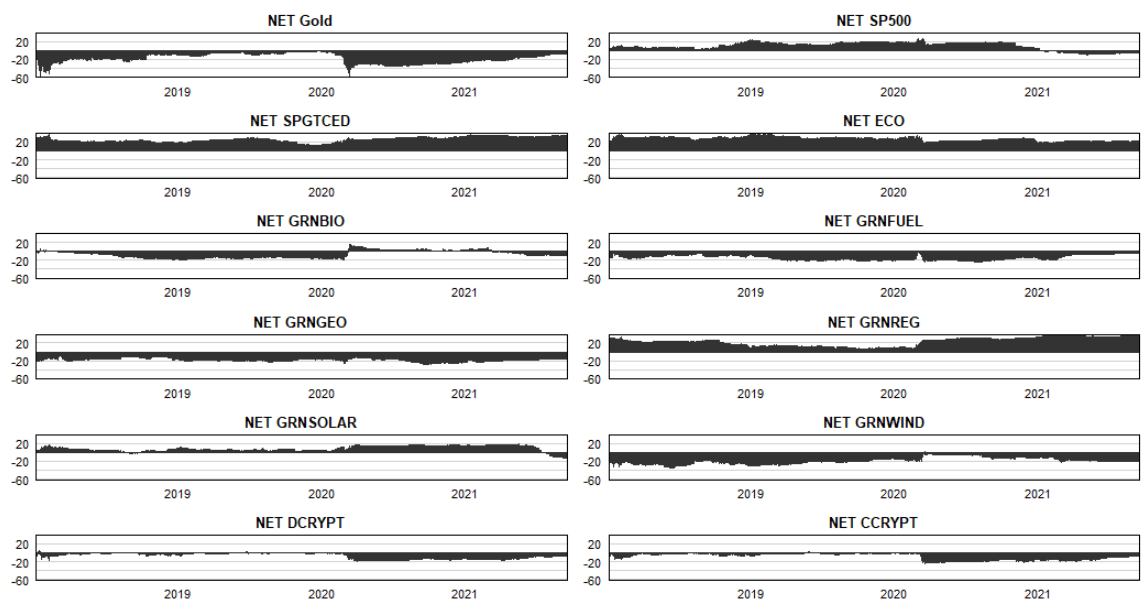 NET Gold
20
-20
-60
2019 2020 2021
NET SP500
20
-20
-60
2019 2020 2021
NET SPGTCED
20
-20
-60
2019 2020 2021
NET ECO
20
-20
-60
2019 2020 2021
NET GRNBIO
20
-20
-60
2019 2020 2021
NET GRNFUEL
20
-20
-60
2019 2020 2021
NET GRNGEO
20
-20
-60
2019 2020 2021
NET GRNREG
20
-20
-60
2019 2020 2021
NET GRNSOLAR
20
-20
-60
2019 2020 2021
NET GRNWIND
20
-20
-60
2019 2020 2021
NET DCRYPT
20
-20
-60
2019 2020 2021
NET CCRYPT
20
-20
-60
2019 2020 2021